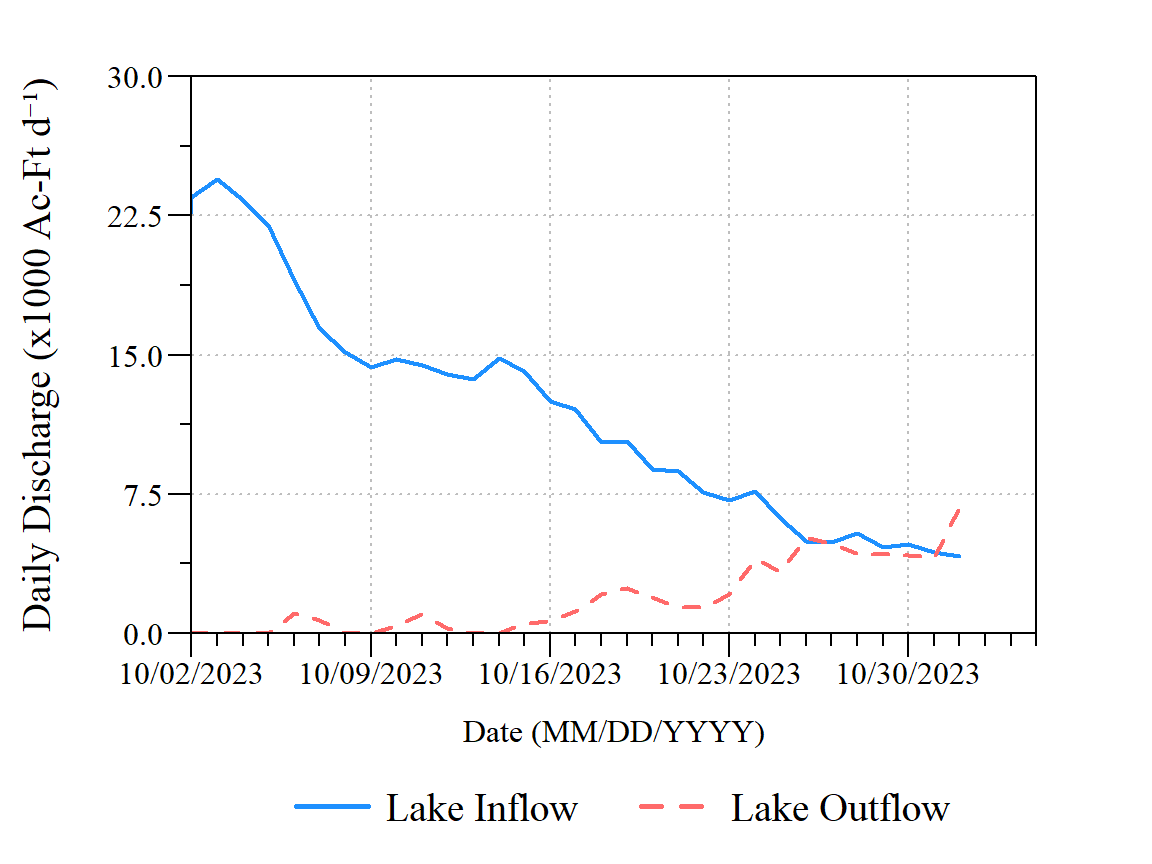 Daily Discharge (x1000 Ac-Ft d⁻¹)
30.0
22.5
15.0
7.5
0.0
10/02/2023 10/09/2023 10/16/2023 10/23/2023 10/30/2023
Date (MM/DD/YYYY)
Lake Inflow Lake Outflow